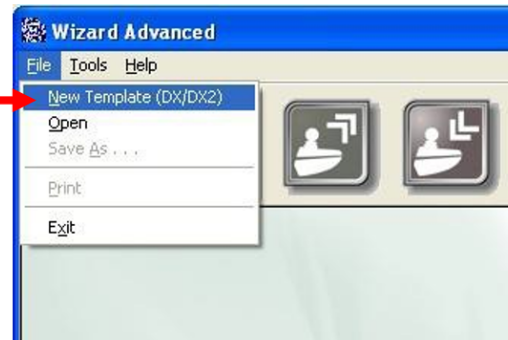 Wizard Advanced
File Tools Help
New Template (DX/DX2)
Open
Save As . . .
Print
Exit